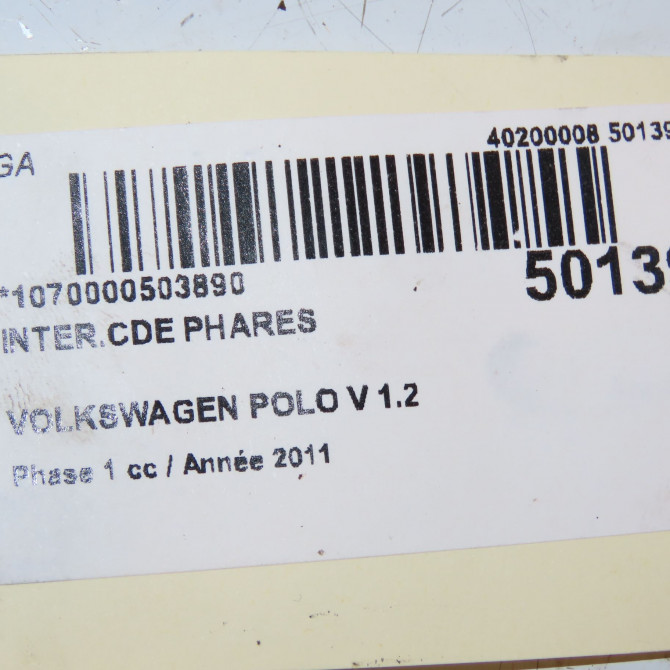 GA
40200008 50139
*1070000503890
50139
INTER.CDE PHARES
VOLKSWAGEN POLO V 1.2
Phase 1 cc / Année 2011